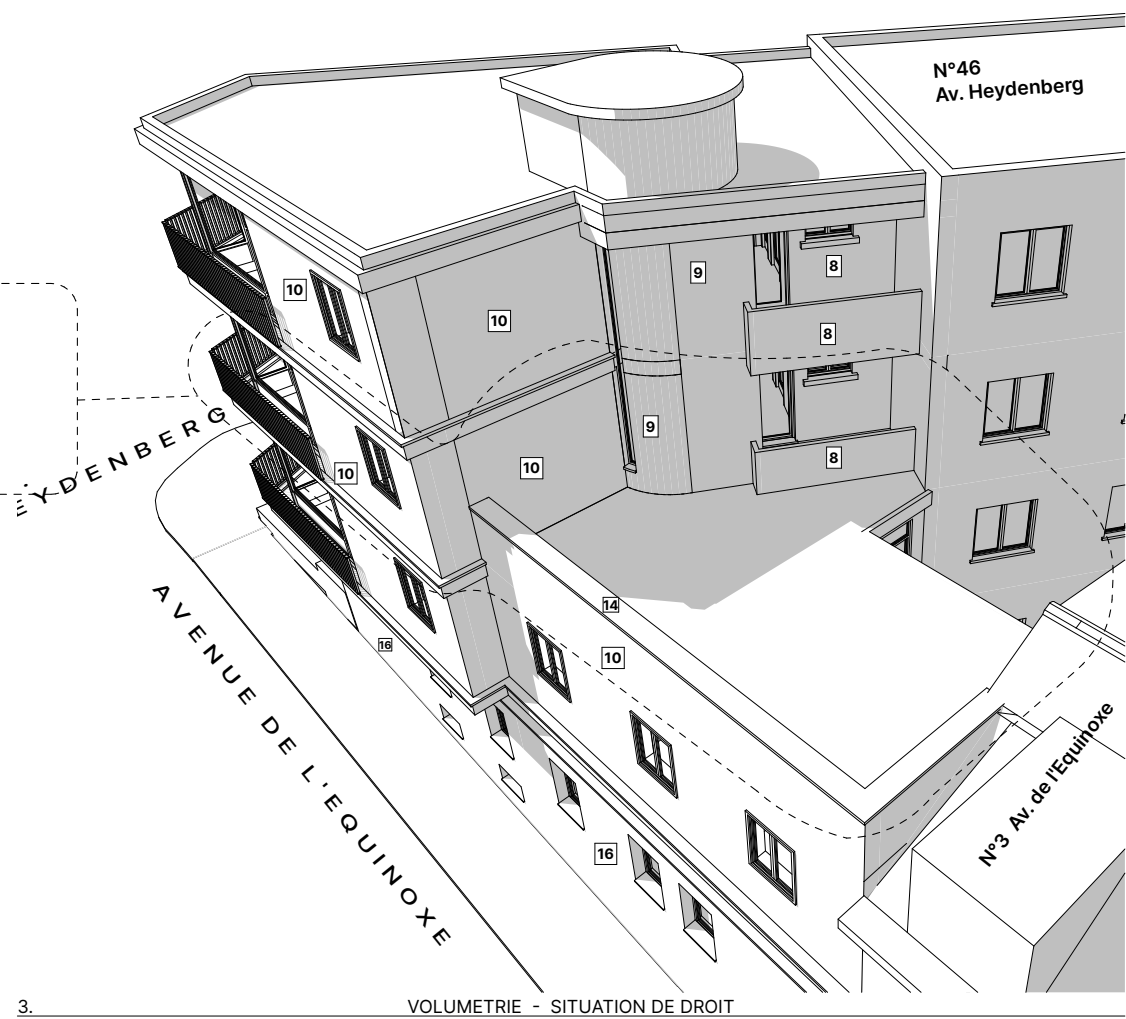 N°46
Av. Heydenberg
10
9
8
10
8
9
10
10
8
EYDENBERG
14
AVENUE DE L'EQUINOXE
16
10
N°3 Av. de l'Equinoxe
16
3.
VOLUMETRIE - SITUATION DE DROIT